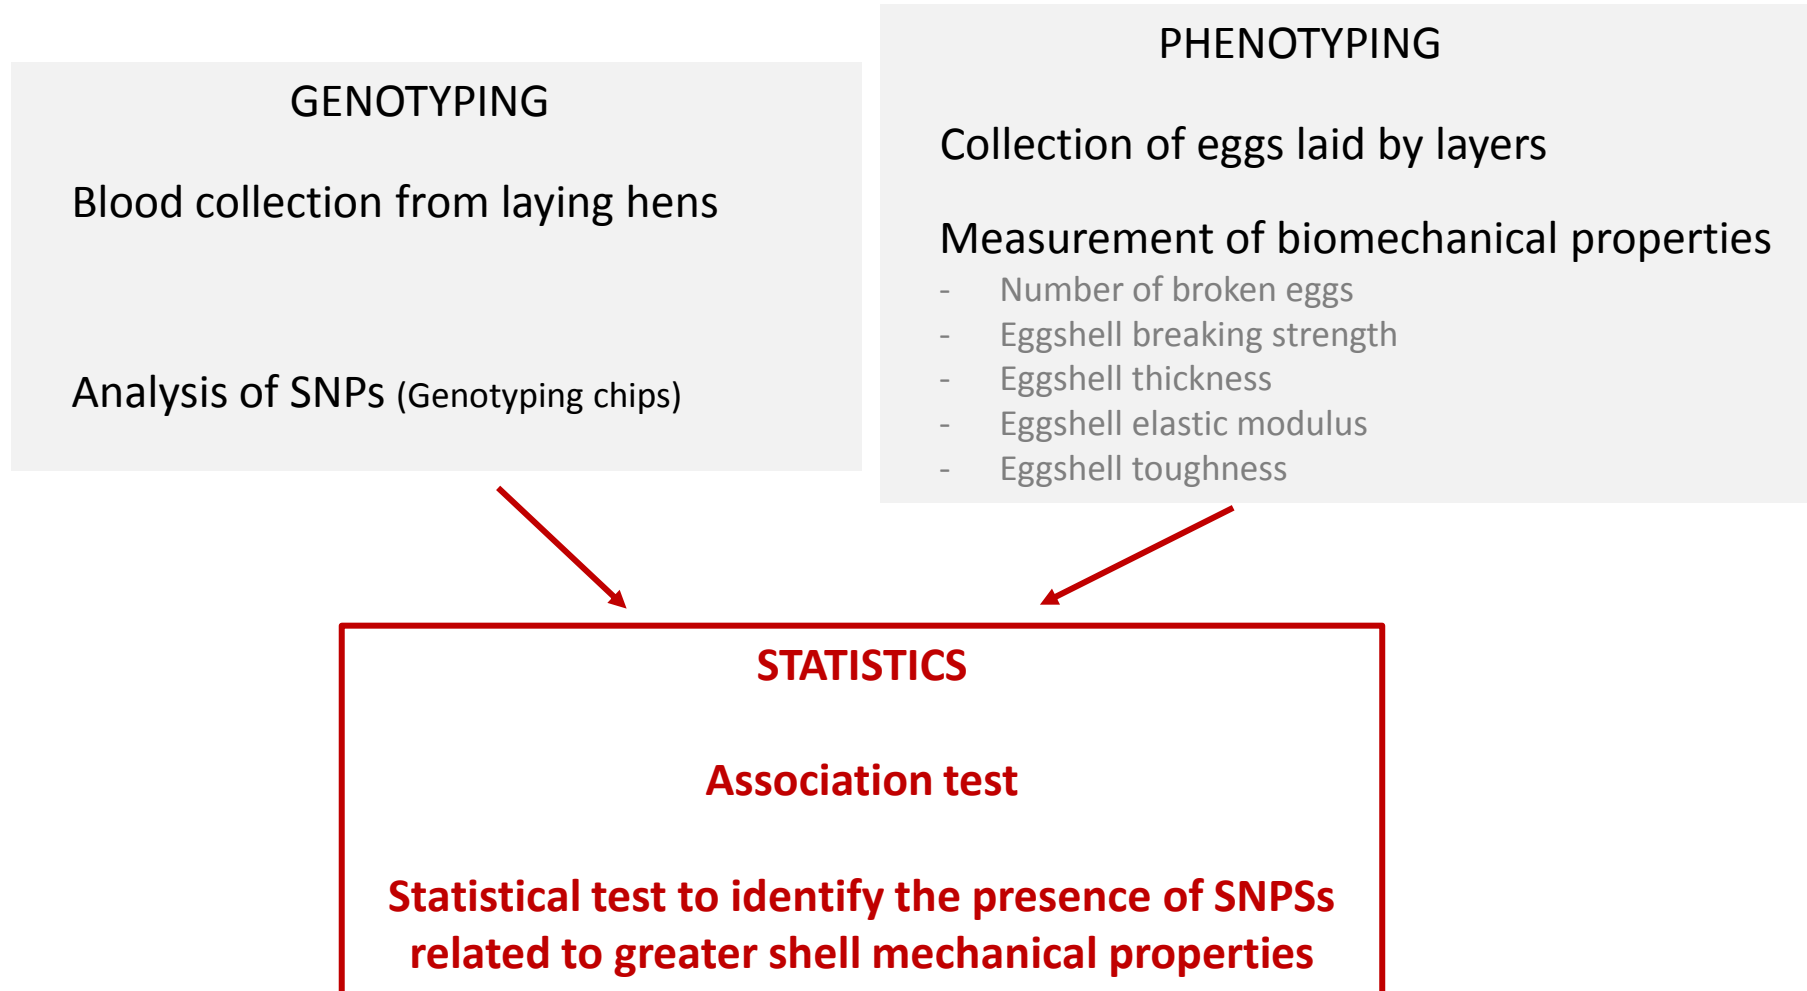 GENOTYPING
Blood collection from laying hens
Analysis of SNPs (Genotyping chips)
PHENOTYPING
Collection of eggs laid by layers
Measurement of biomechanical properties
- Number of broken eggs
- Eggshell breaking strength
- Eggshell thickness
- Eggshell elastic modulus
- Eggshell toughness
STATISTICS
Association test
Statistical test to identify the presence of SNPSs
related to greater shell mechanical properties